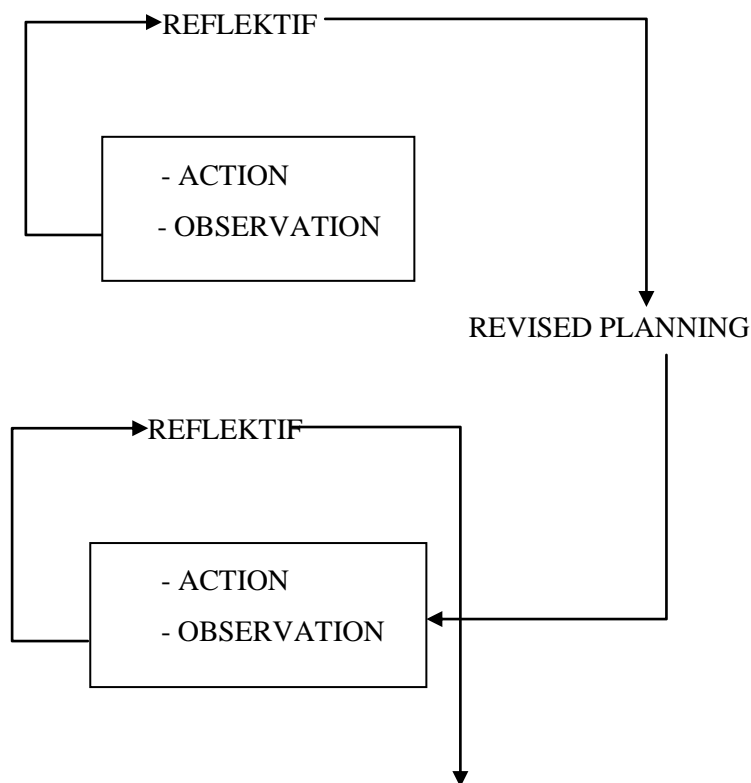 REFLEKTIF
- ACTION
- OBSERVATION
REVISED PLANNING
REFLEKTIF
- ACTION
- OBSERVATION